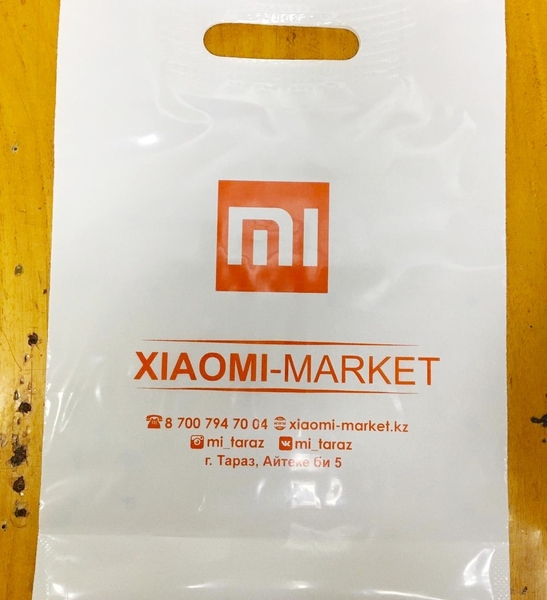 mi
XIAOMI-MARKET
8 700 794 70 04 xiaomi-market.kz
mi_taraz mi_taraz
г. Тараз, Айтеке би 5